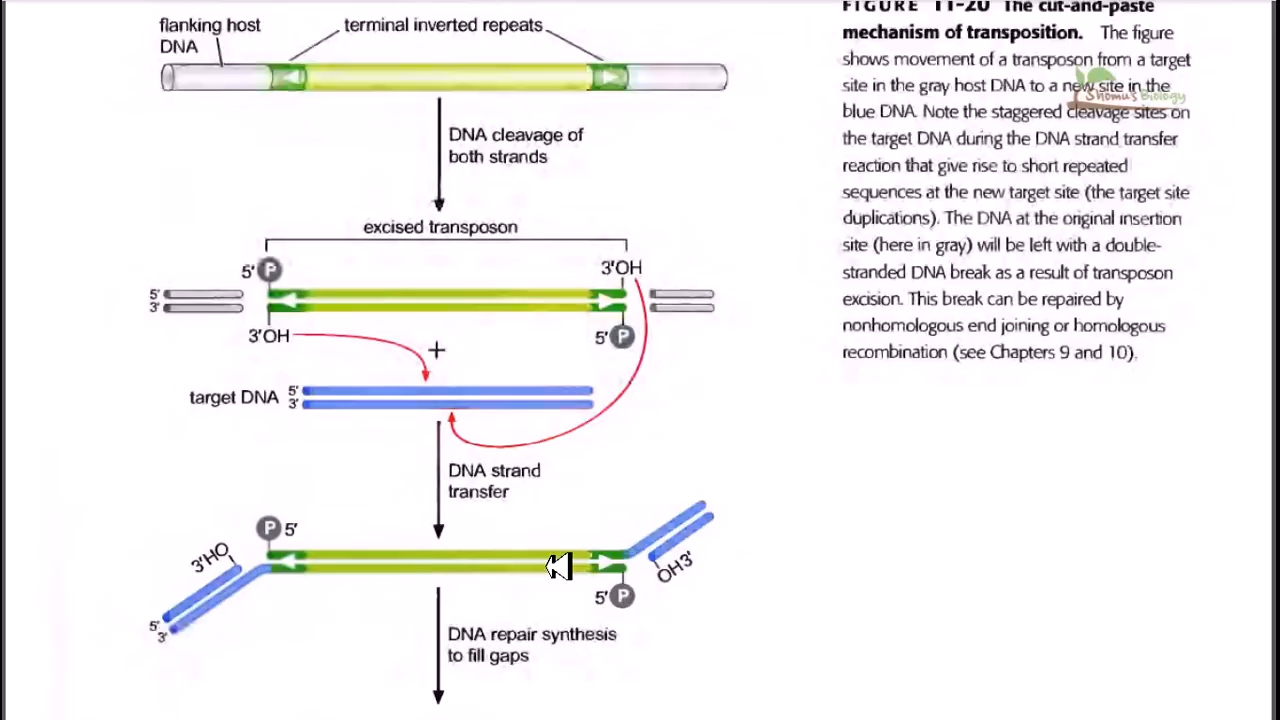 flanking host
DNA
terminal inverted repeats
DNA cleavage of
both strands
excised transposon
5′ P
3′OH
5′
3′
3′OH
5′ P
+
target DNA
5′
3′
DNA strand
transfer
P 5′
3′HO
OH3′
5′
3′
5′ P
DNA repair synthesis
to fill gaps
FIGURE 11-20 The cut-and-paste
mechanism of transposition. The figure
shows movement of a transposon from a target
site in the gray host DNA to a new site in the
blue DNA. Note the staggered cleavage sites on
the target DNA during the DNA strand transfer
reaction that give rise to short repeated
sequences at the new target site (the target site
duplications). The DNA at the original insertion
site (here in gray) will be left with a double-
stranded DNA break as a result of transposon
excision. This break can be repaired by
nonhomologous end joining or homologous
recombination (see Chapters 9 and 10).
Shomu's Biology